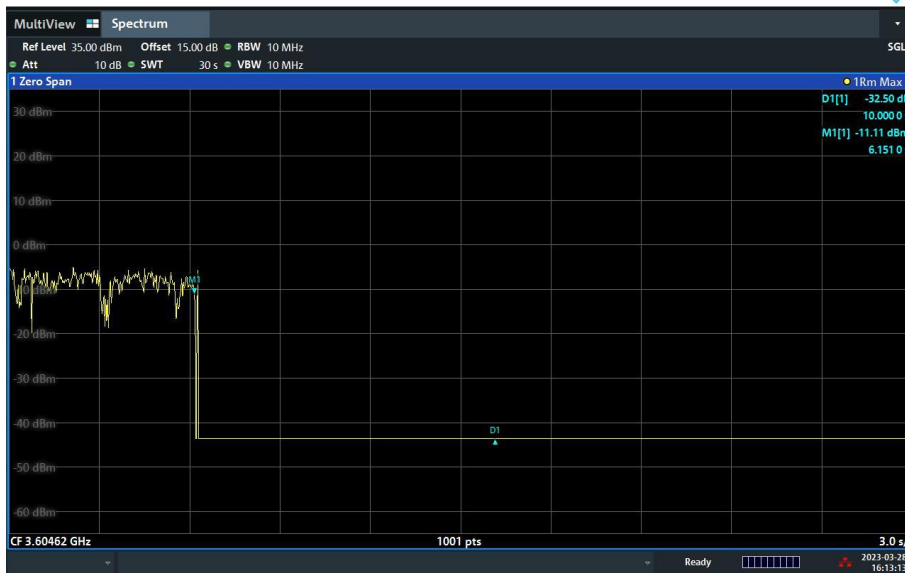 MultiView Spectrum
Ref Level 35.00 dBm Offset 15.00 dB RBW 10 MHz SGL
Att 10 dB SWT 30 s VBW 10 MHz
1 Zero Span 1Rm Max
D1[1] -32.50 d
10.000 0
M1[1] -11.11 dBm
6.151 0
30 dBm
20 dBm
10 dBm
0 dBm
M1
-20 dBm
-30 dBm
-40 dBm
D1
-50 dBm
-60 dBm
CF 3.60462 GHz 1001 pts 3.0 s/
Ready 2023-03-28
16:13:13